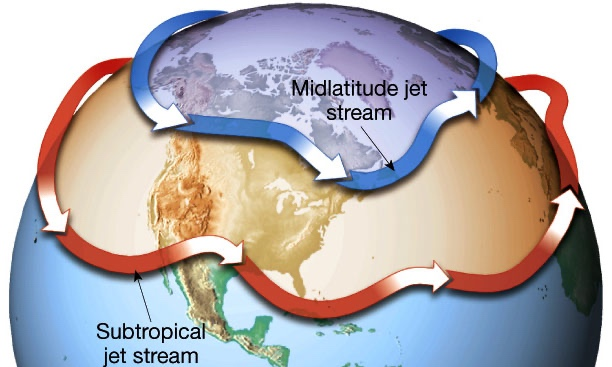 Midlatitude jet
stream
Subtropical
jet stream